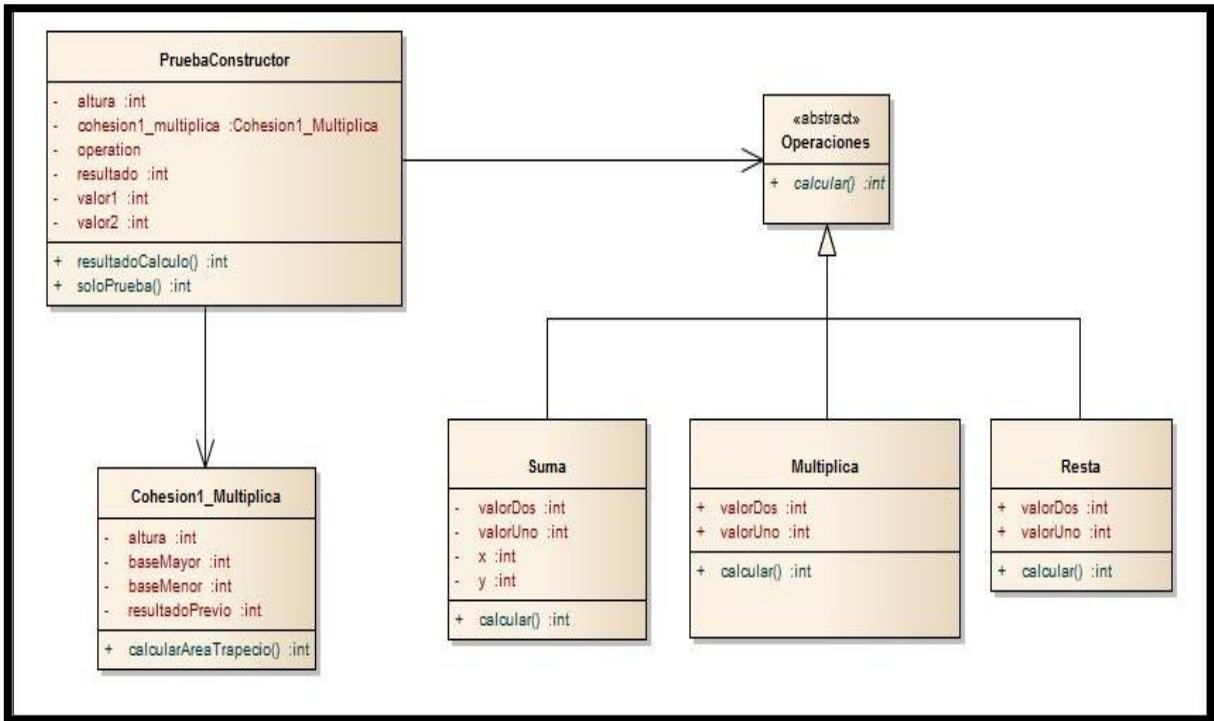 PruebaConstructor
- altura :int
- cohesion1_multiplica :Cohesion1_Multiplica
- operation
- resultado :int
- valor1 :int
- valor2 :int
+ resultadoCalculo() :int
+ soloPrueba() :int
«abstract»
Operaciones
+ calcular() :int
Cohesion1_Multiplica
- altura :int
- baseMayor :int
- baseMenor :int
- resultadoPrevio :int
+ calcularAreaTrapecio() :int
Suma
- valorDos :int
- valorUno :int
- x :int
- y :int
+ calcular() :int
Multiplica
+ valorDos :int
+ valorUno :int
+ calcular() :int
Resta
+ valorDos :int
+ valorUno :int
+ calcular() :int